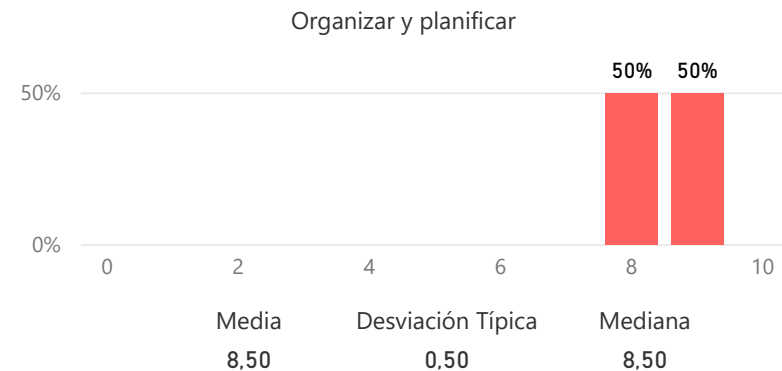 Organizar y planificar
50% 50%
50%
0%
0 2 4 6 8 10
Media Desviación Típica Mediana
8,50 0,50 8,50